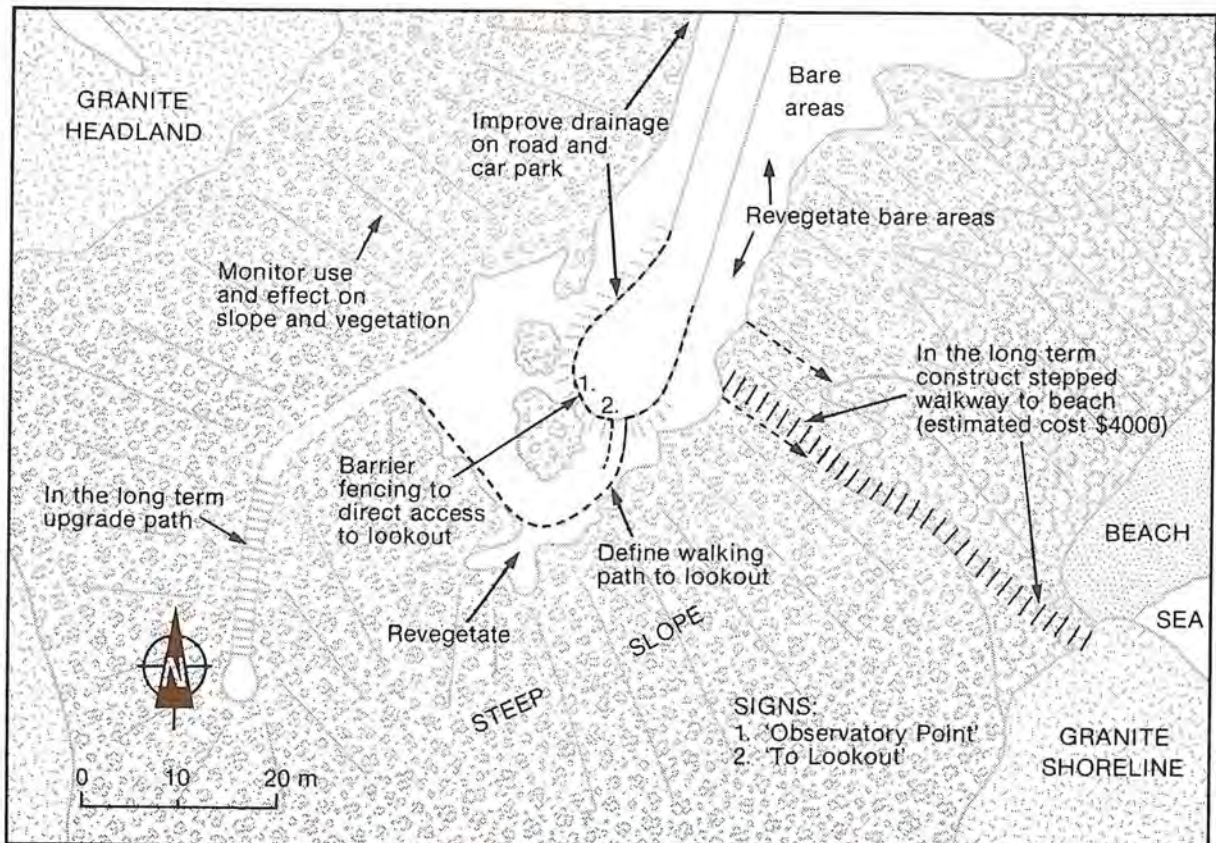 GRANITE
HEADLAND
Bare
areas
Improve drainage
on road and
car park
Revegetate bare areas
Monitor use
and effect on
slope and vegetation
In the long term
construct stepped
walkway to beach
(estimated cost $4000)
1.
2.
Barrier
fencing to
direct access
to lookout
In the long term
upgrade path
Define walking
path to lookout
BEACH
SEA
Revegetate
STEEP SLOPE
N
SIGNS:
1. 'Observatory Point'
2. 'To Lookout'
GRANITE
SHORELINE
0 10 20 m